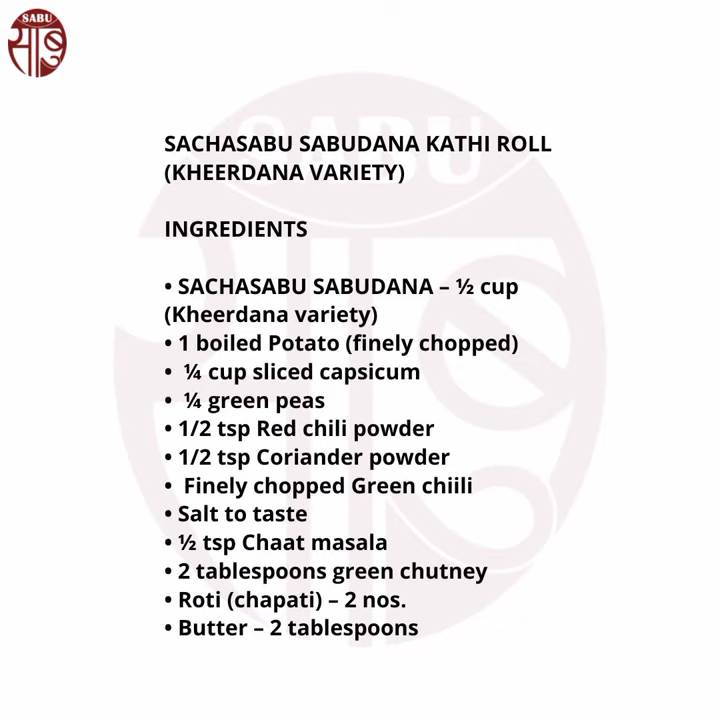 SABU
साबु
SACHASABU SABUDANA KATHI ROLL
(KHEERDANA VARIETY)
INGREDIENTS
• SACHASABU SABUDANA – ½ cup
(Kheerdana variety)
• 1 boiled Potato (finely chopped)
•  ¼ cup sliced capsicum
•  ¼ green peas
• 1/2 tsp Red chili powder
• 1/2 tsp Coriander powder
•  Finely chopped Green chiili
• Salt to taste
• ½ tsp Chaat masala
• 2 tablespoons green chutney
• Roti (chapati) – 2 nos.
• Butter – 2 tablespoons